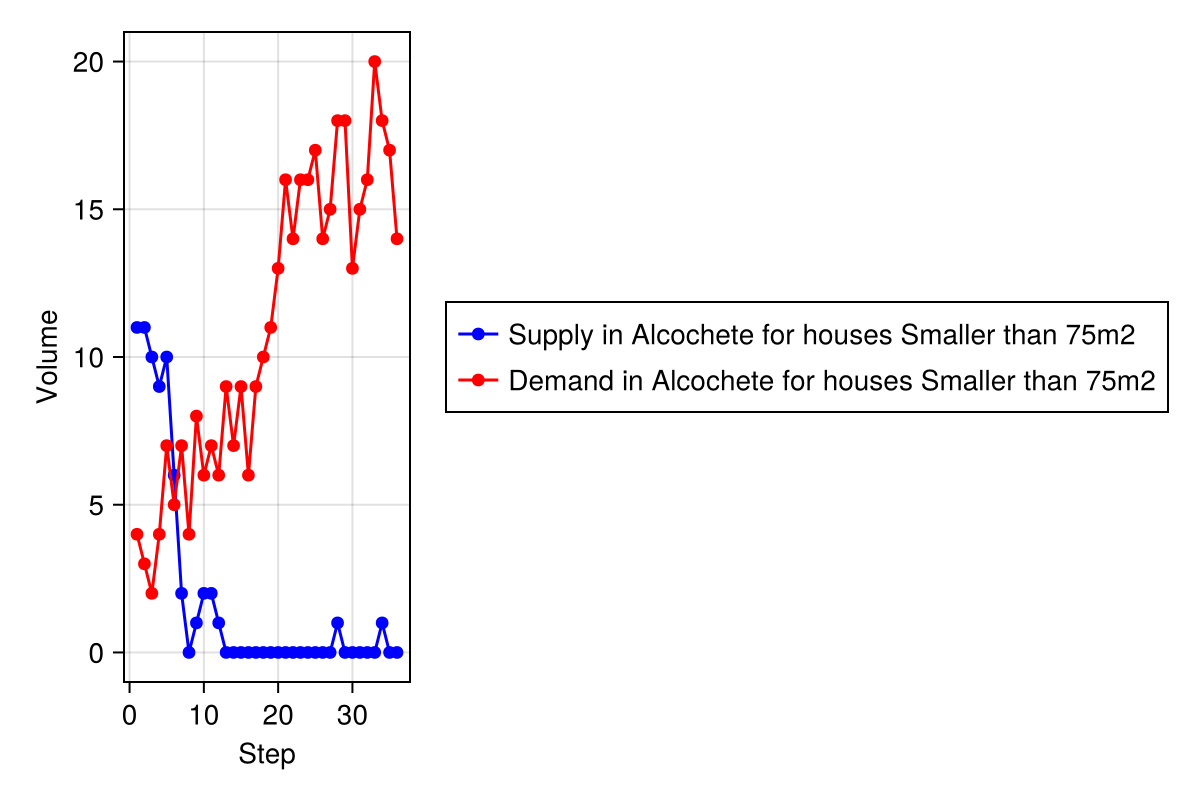 20
15
10
5
0
Volume
0 10 20 30
Step
Supply in Alcochete for houses Smaller than 75m2
Demand in Alcochete for houses Smaller than 75m2